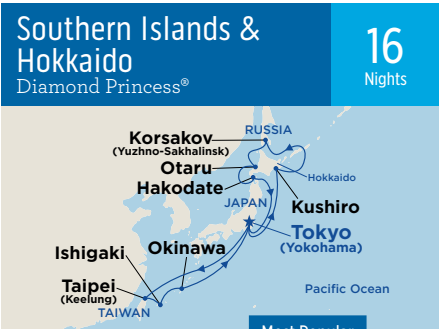 Southern Islands &
Hokkaido
Diamond Princess®
16
Nights
Korsakov
(Yuzhno-Sakhalinsk)
RUSSIA
Otaru
Hakodate
Hokkaido
JAPAN
Kushiro
Tokyo
(Yokohama)
Ishigaki
Okinawa
Taipei
(Keelung)
TAIWAN
Pacific Ocean
Most Popular